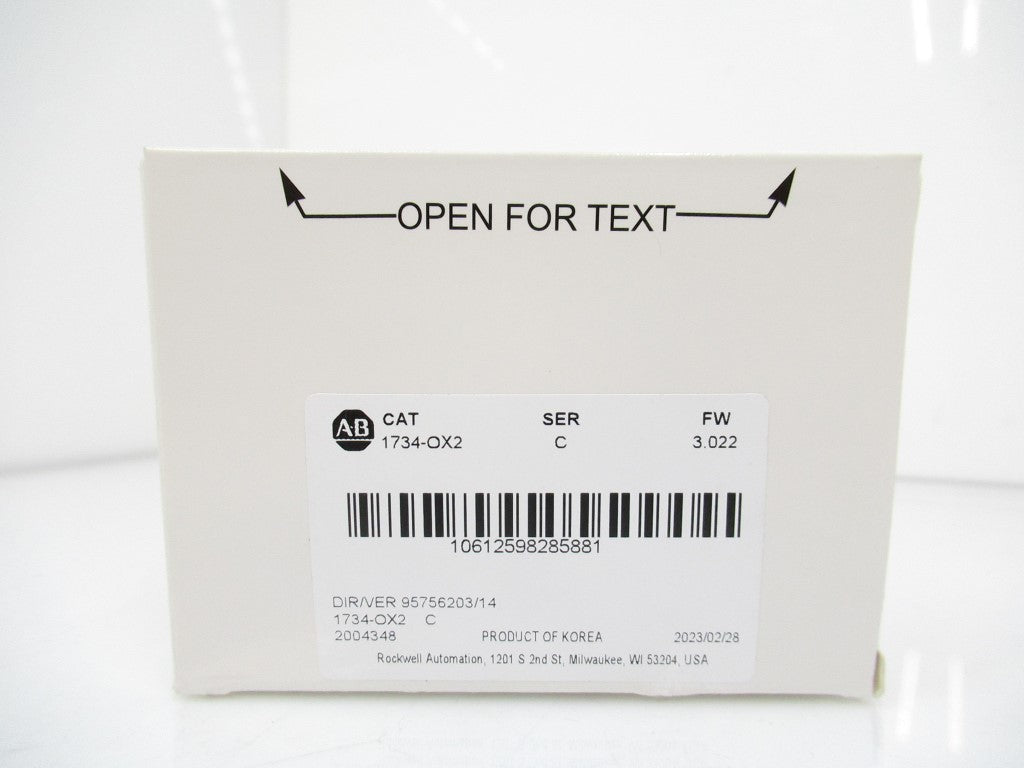 OPEN FOR TEXT
AB CAT SER FW
1734-OX2 C 3.022
10612598285881
DIR/VER 95756203/14
1734-OX2 C
2004348 PRODUCT OF KOREA 2023/02/28
Rockwell Automation, 1201 S 2nd St, Milwaukee, WI 53204, USA